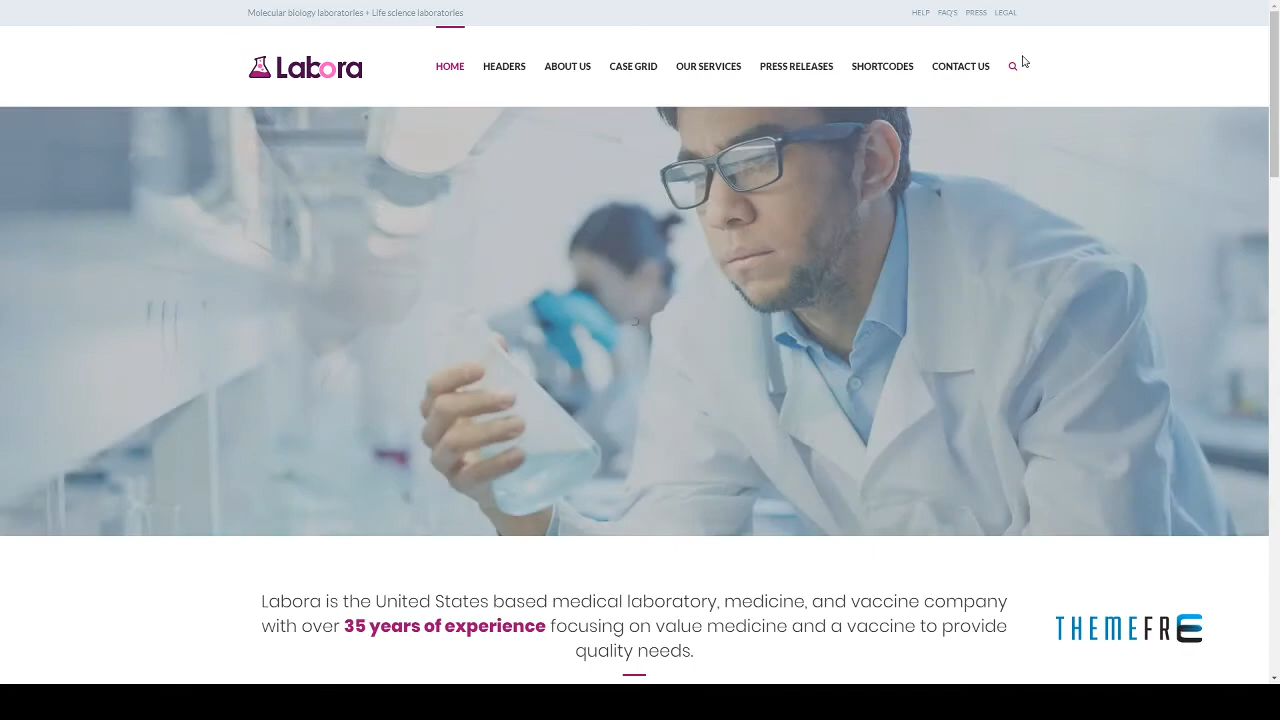 Molecular biology laboratories + Life science laboratories
HELP FAQ'S PRESS LEGAL
Labora HOME HEADERS ABOUT US CASE GRID OUR SERVICES PRESS RELEASES SHORTCODES CONTACT US
Labora is the United States based medical laboratory, medicine, and vaccine company
with over 35 years of experience focusing on value medicine and a vaccine to provide
quality needs.
THEMEFRE